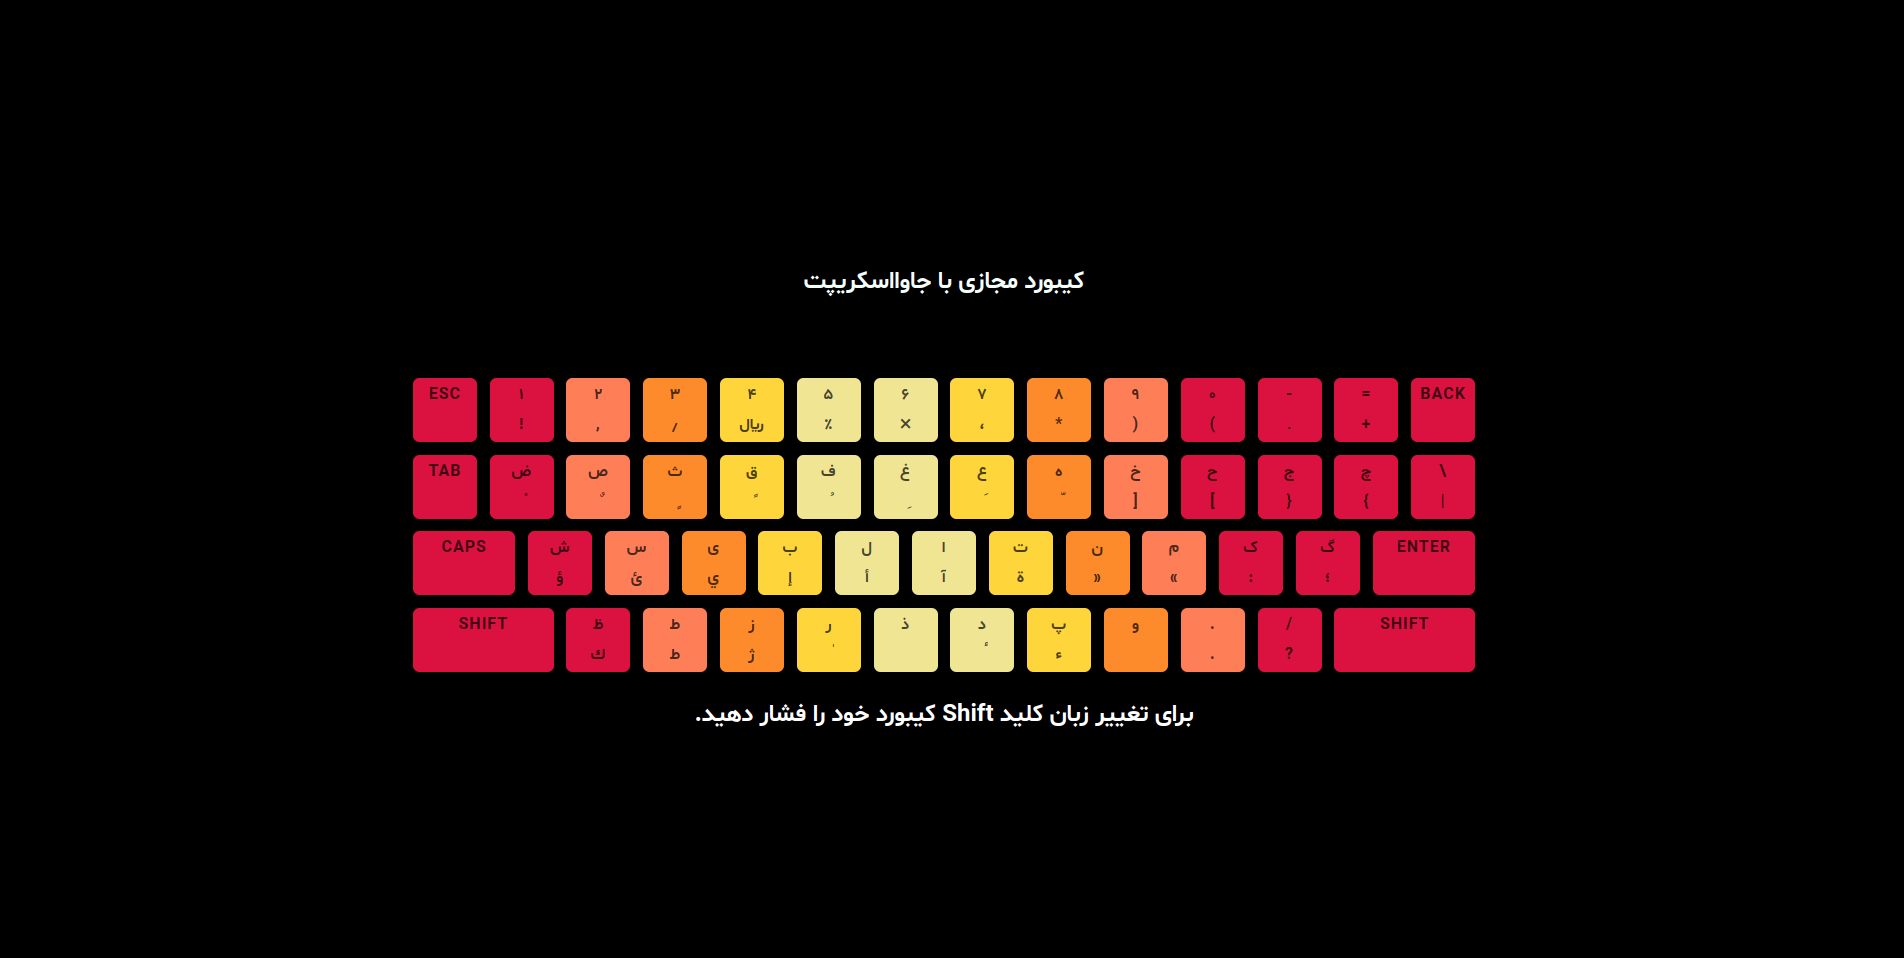 کیبورد مجازی با جاوااسکریپت
ESC ۱ ۲ ۳ ۴ ۵ ۶ ۷ ۸ ۹ ۰ - = BACK
! , / ریال ٪ × ، * ) ( . +
TAB ض ص ث ق ف غ ع ه خ ح ج چ \
ً ٌ ٍ ً ُ ِ َ ّ ] [ } { |
CAPS ش س ی ب ل ا ت ن م ک گ ENTER
ؤ ئ ي إ أ آ ة » « : ؛
SHIFT ظ ط ز ر ذ د پ و . / SHIFT
ك ط ژ ٔ ء . ?
برای تغییر زبان کلید Shift کیبورد خود را فشار دهید.